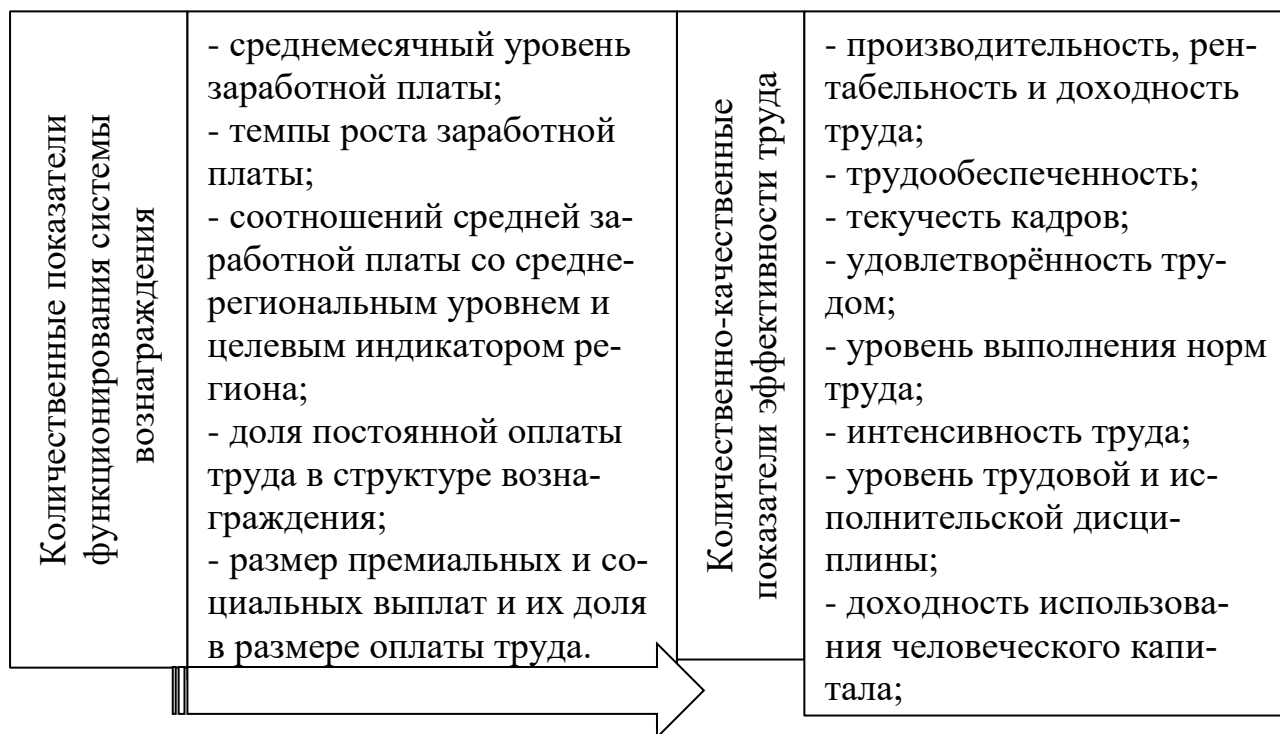 Количественные показатели
функционирования системы
вознаграждения
- среднемесячный уровень
заработной платы;
- темпы роста заработной
платы;
- соотношений средней за-
работной платы со средне-
региональным уровнем и
целевым индикатором ре-
гиона;
- доля постоянной оплаты
труда в структуре возна-
граждения;
- размер премиальных и со-
циальных выплат и их доля
в размере оплаты труда.
Количественно-качественные
показатели эффективности труда
- производительность, рен-
табельность и доходность
труда;
- трудообеспеченность;
- текучесть кадров;
- удовлетворённость тру-
дом;
- уровень выполнения норм
труда;
- интенсивность труда;
- уровень трудовой и ис-
полнительской дисци-
плины;
- доходность использова-
ния человеческого капи-
тала;